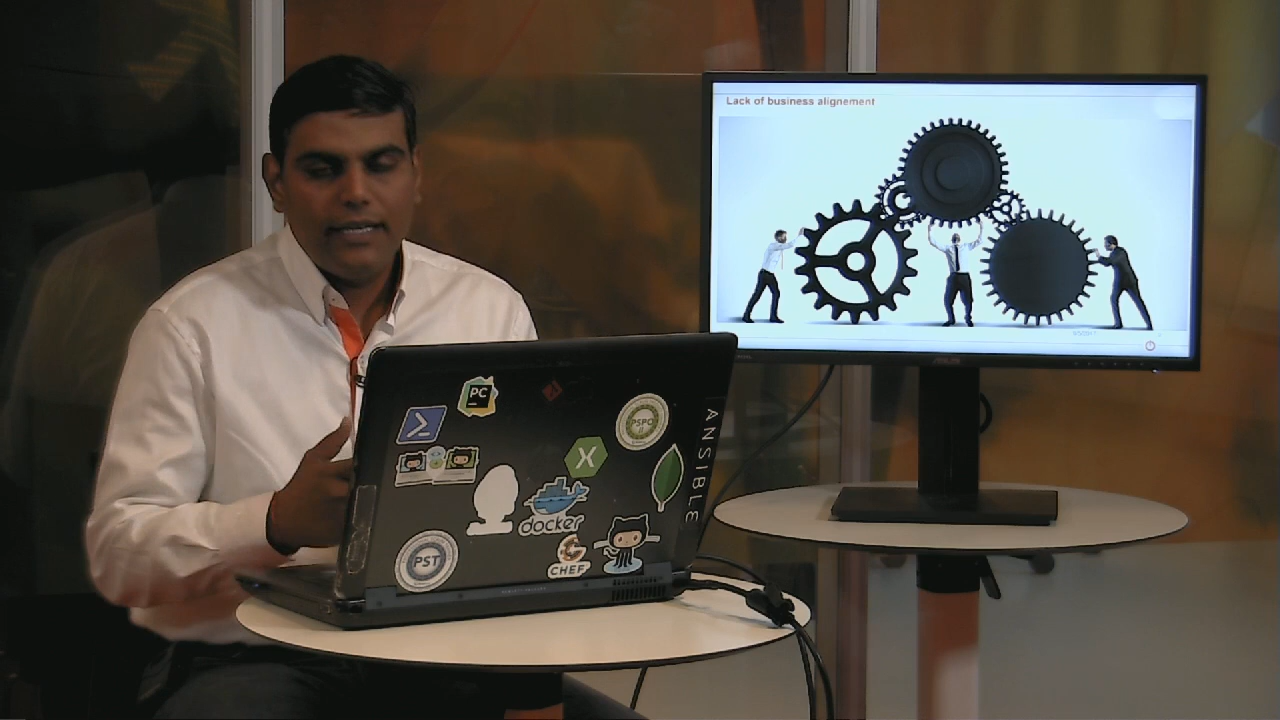 Lack of business alignement
PC
PSPO
X
ANSIBLE
docker
PST
CHEF